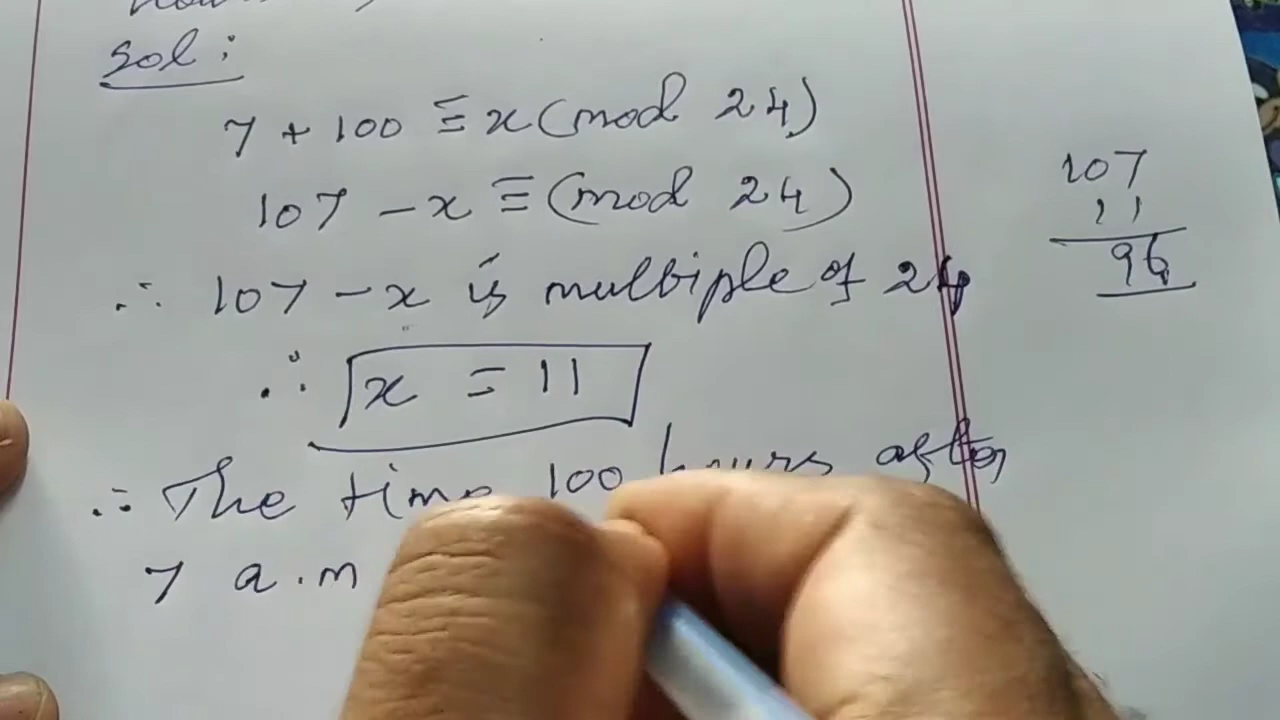 Sol :
7 + 100 ≡ x (mod 24)
107 - x ≡ (mod 24)
∴ 107 - x is multiple of 24
∴ x = 11
∴ The time 100 hours after
7 a.m
107
11
96